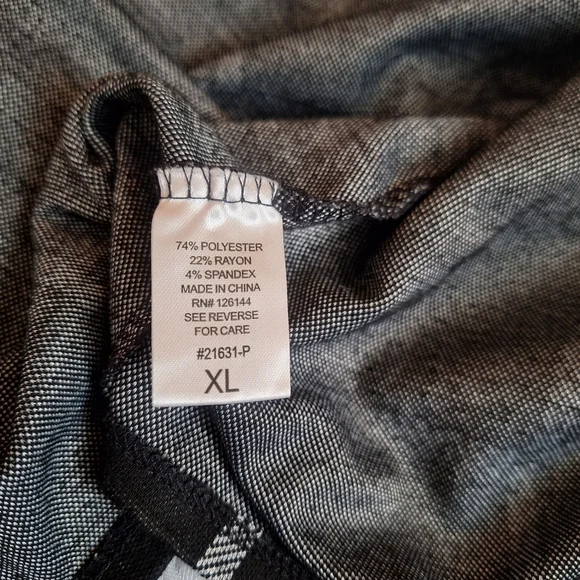 74% POLYESTER
22% RAYON
4% SPANDEX
MADE IN CHINA
RN# 126144
SEE REVERSE
FOR CARE
#21631-P
XL